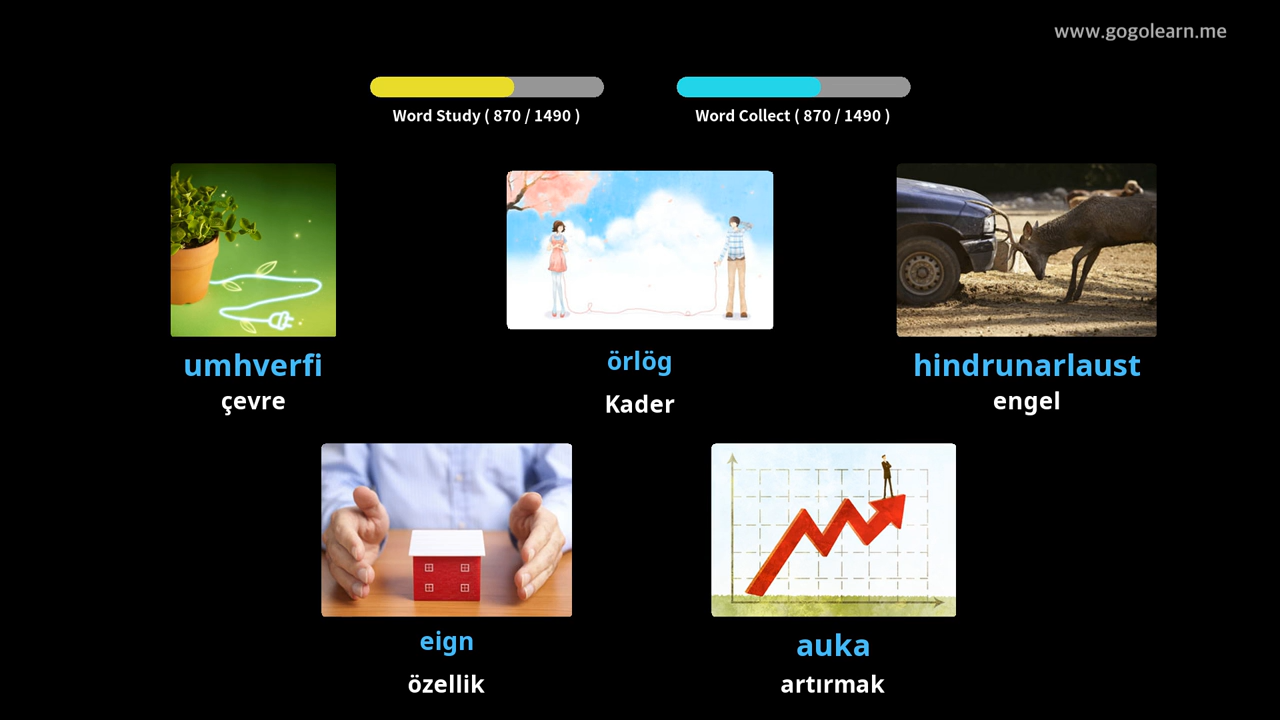 www.gogolearn.me
Word Study ( 870 / 1490 )
Word Collect ( 870 / 1490 )
umhverfi
çevre
örlög
Kader
hindrunarlaust
engel
eign
özellik
auka
artırmak